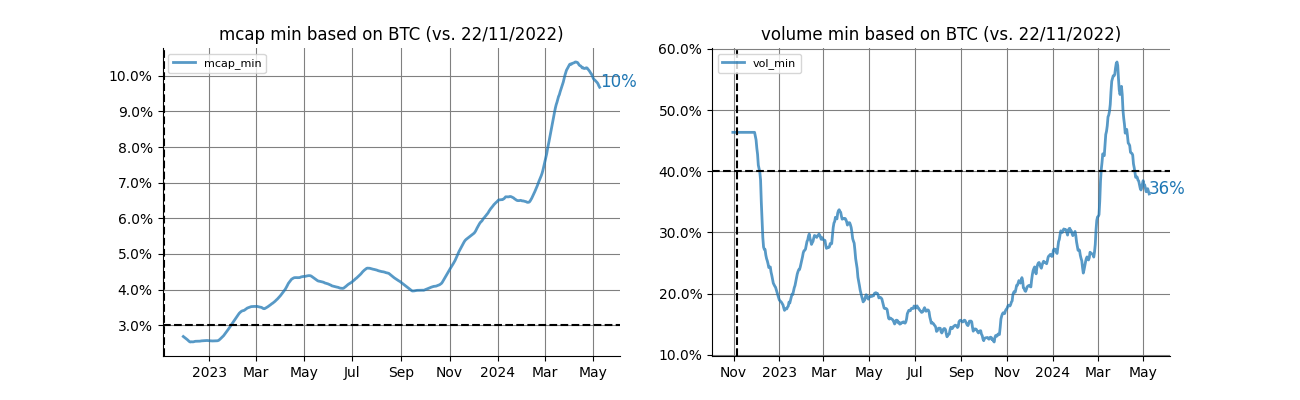 mcap min based on BTC (vs. 22/11/2022)
mcap_min
10.0%
9.0%
8.0%
7.0%
6.0%
5.0%
4.0%
3.0%
10%
2023 Mar May Jul Sep Nov 2024 Mar May
volume min based on BTC (vs. 22/11/2022)
vol_min
60.0%
50.0%
40.0%
30.0%
20.0%
10.0%
36%
Nov 2023 Mar May Jul Sep Nov 2024 Mar May